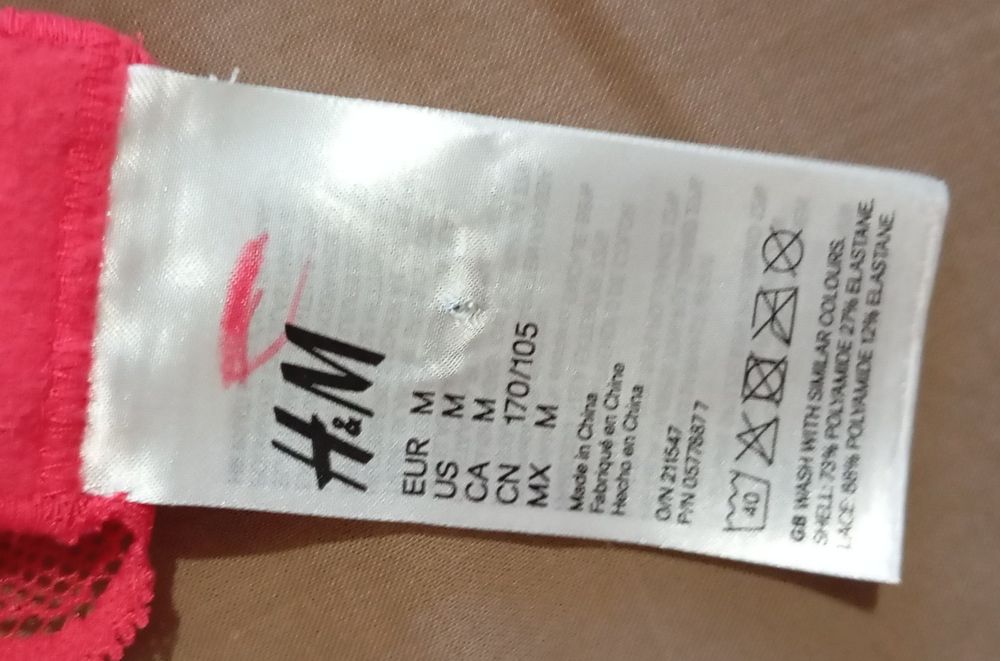 H&M
EUR M
US M
CA M
CN 170/105
MX M
Made in China
Fabriqué en Chine
Hecho en China
O/N 211547
P/N 05778877
40
GB WASH WITH SIMILAR COLOURS.
SHELL: 73% POLYAMIDE 27% ELASTANE.
LACE: 88% POLYAMIDE 12% ELASTANE.